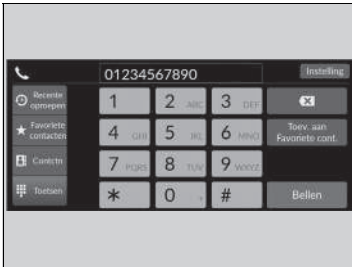 01234567890
Instelling
Recente
oproepen
1
2 ABC
3 DEF
Favoriete
contacten
4 GHI
5 JKL
6 MNO
Toev. aan
Favoriete cont.
Contctn
7 PQRS
8 TUV
9 WXYZ
Toetsen
*
0 +
#
Bellen